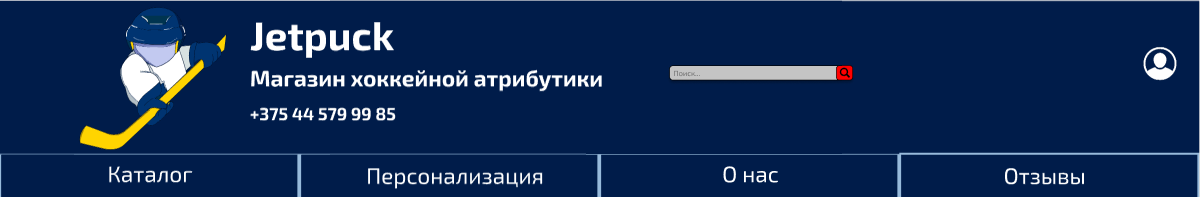 Jetpuck
Магазин хоккейной атрибутики
+375 44 579 99 85
Поиск...
Каталог
Персонализация
О нас
Отзывы